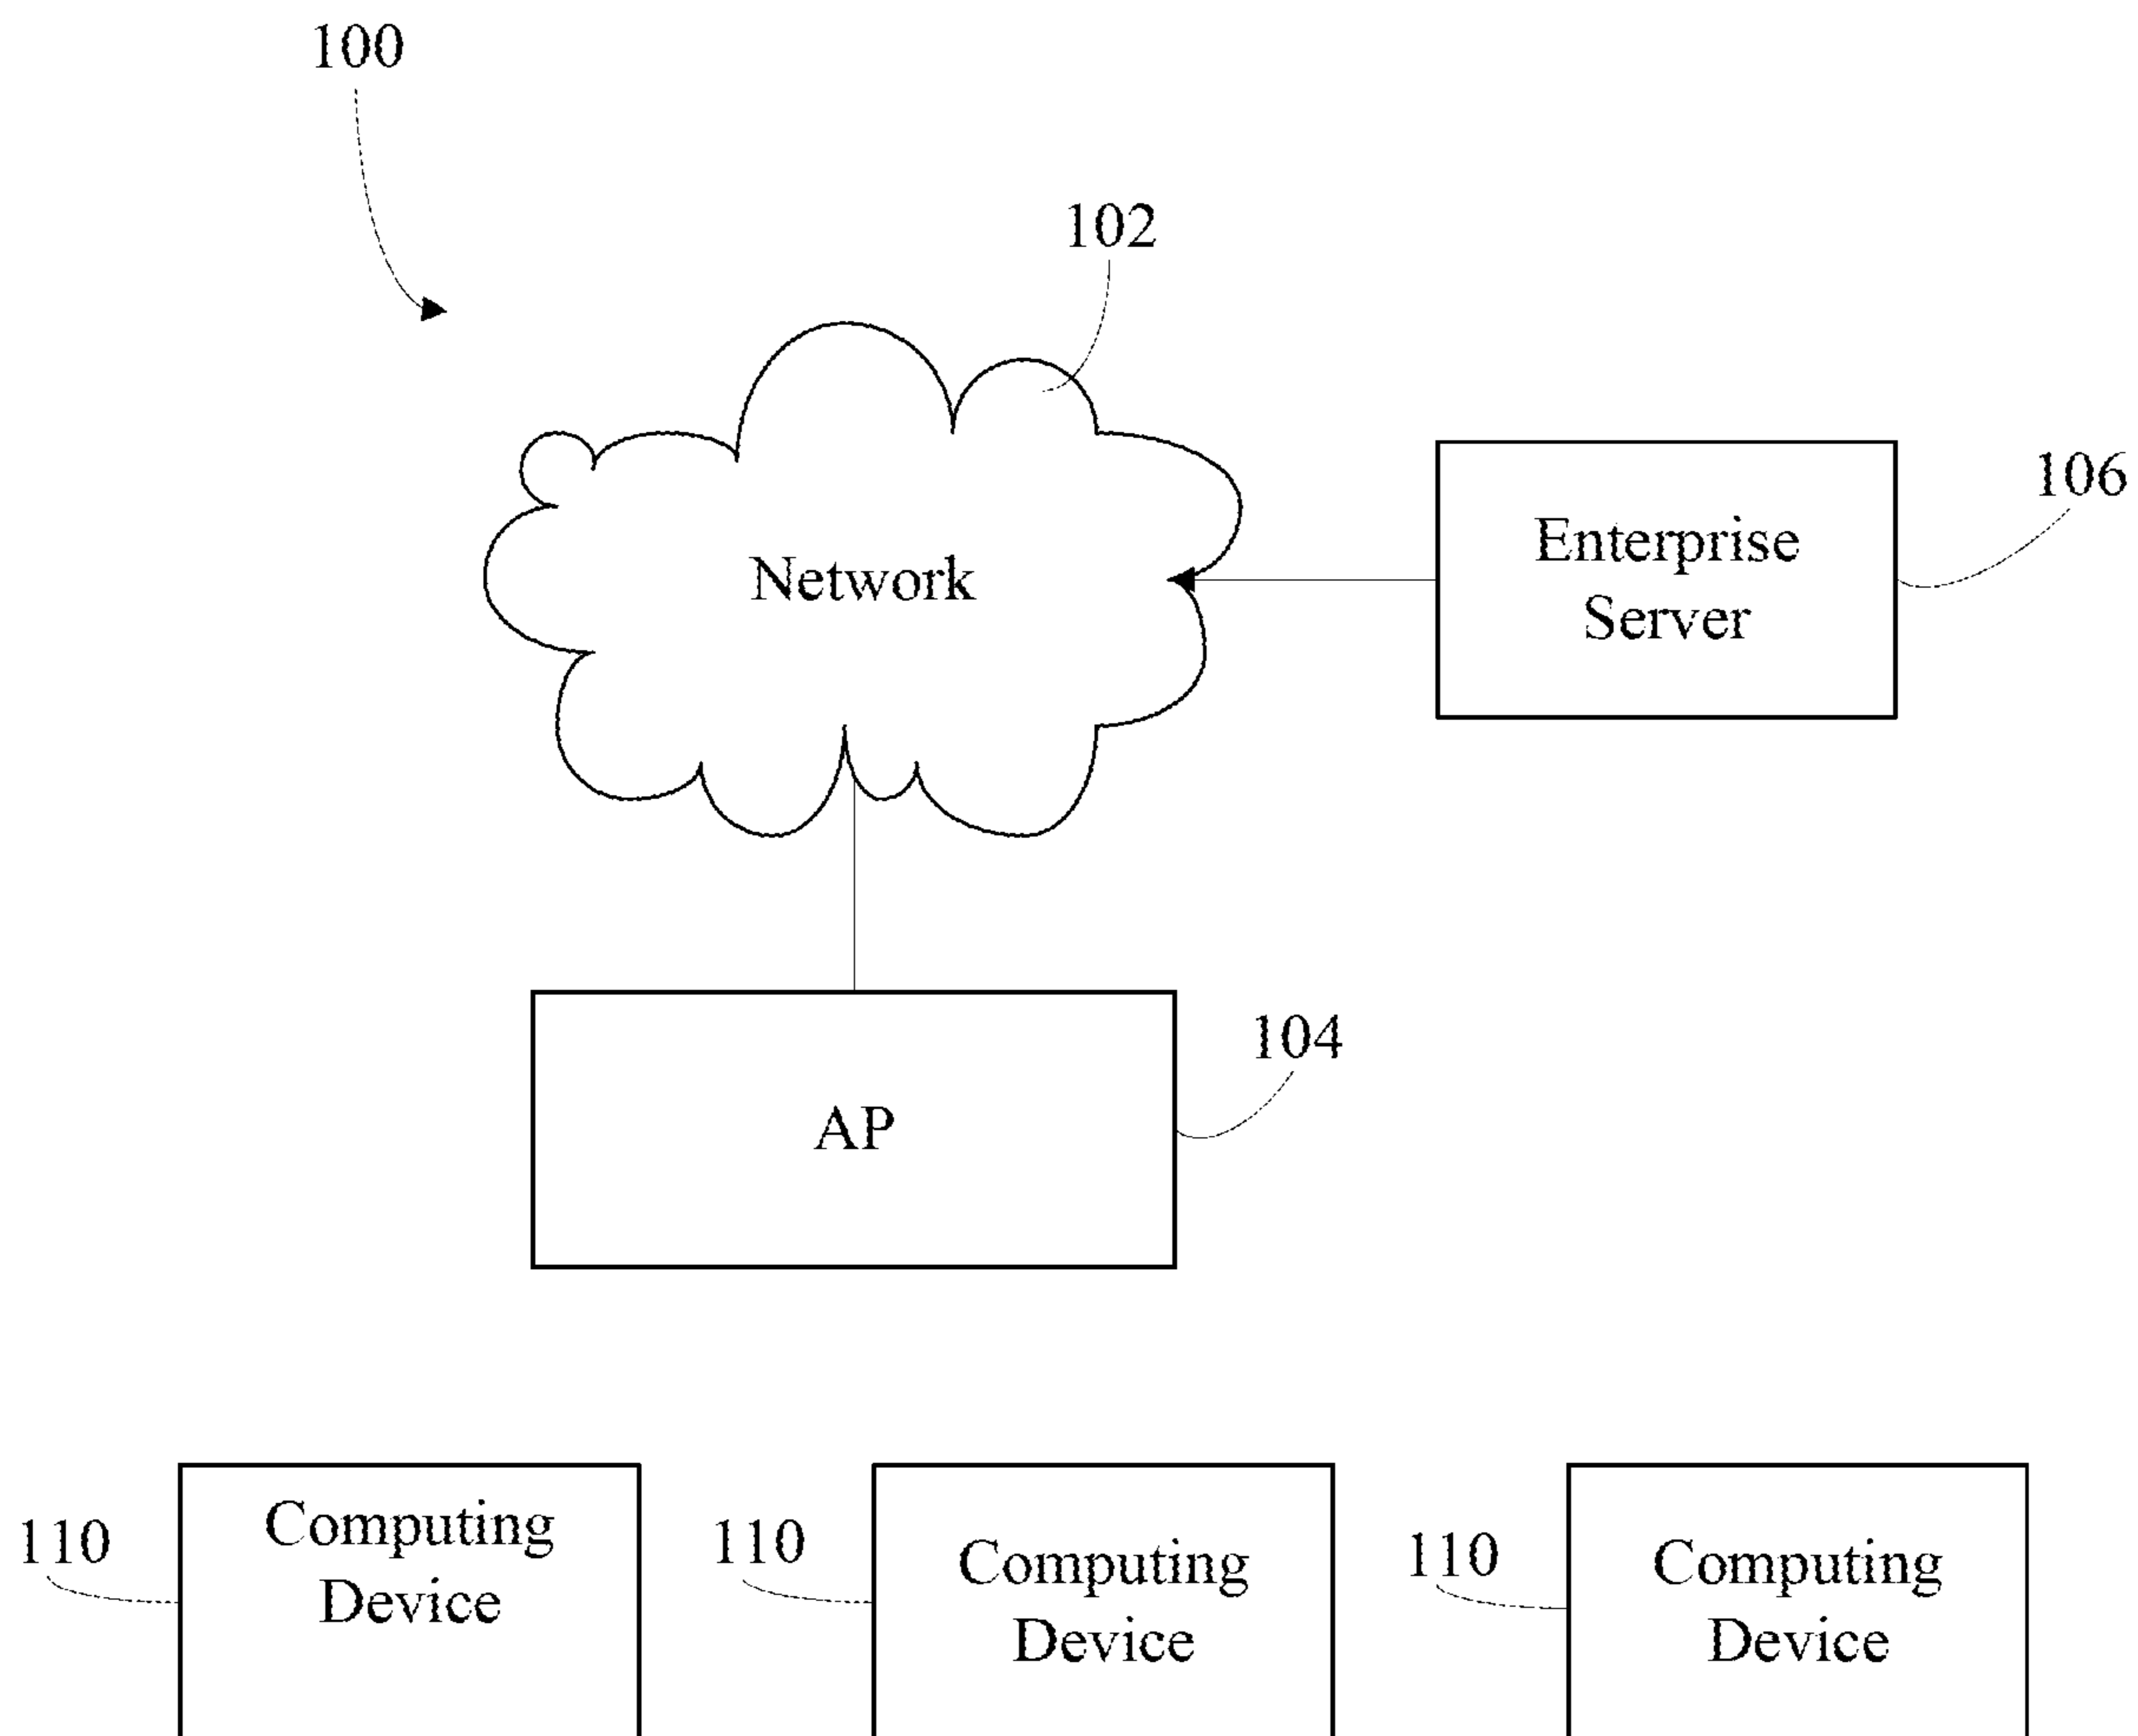 100
102
106
Enterprise
Server
Network
104
AP
110
Computing
Device
110
Computing
Device
110
Computing
Device